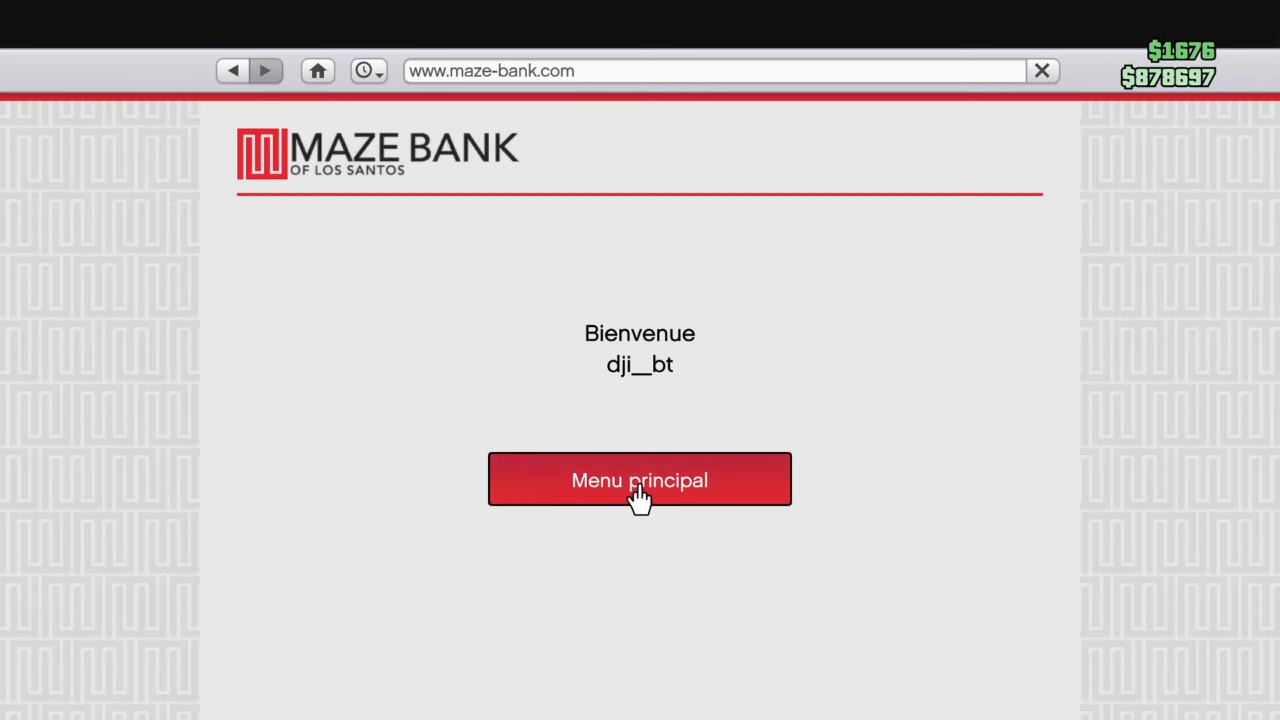 $1676
www.maze-bank.com
$878697
MAZE BANK
OF LOS SANTOS
Bienvenue
dji__bt
Menu principal